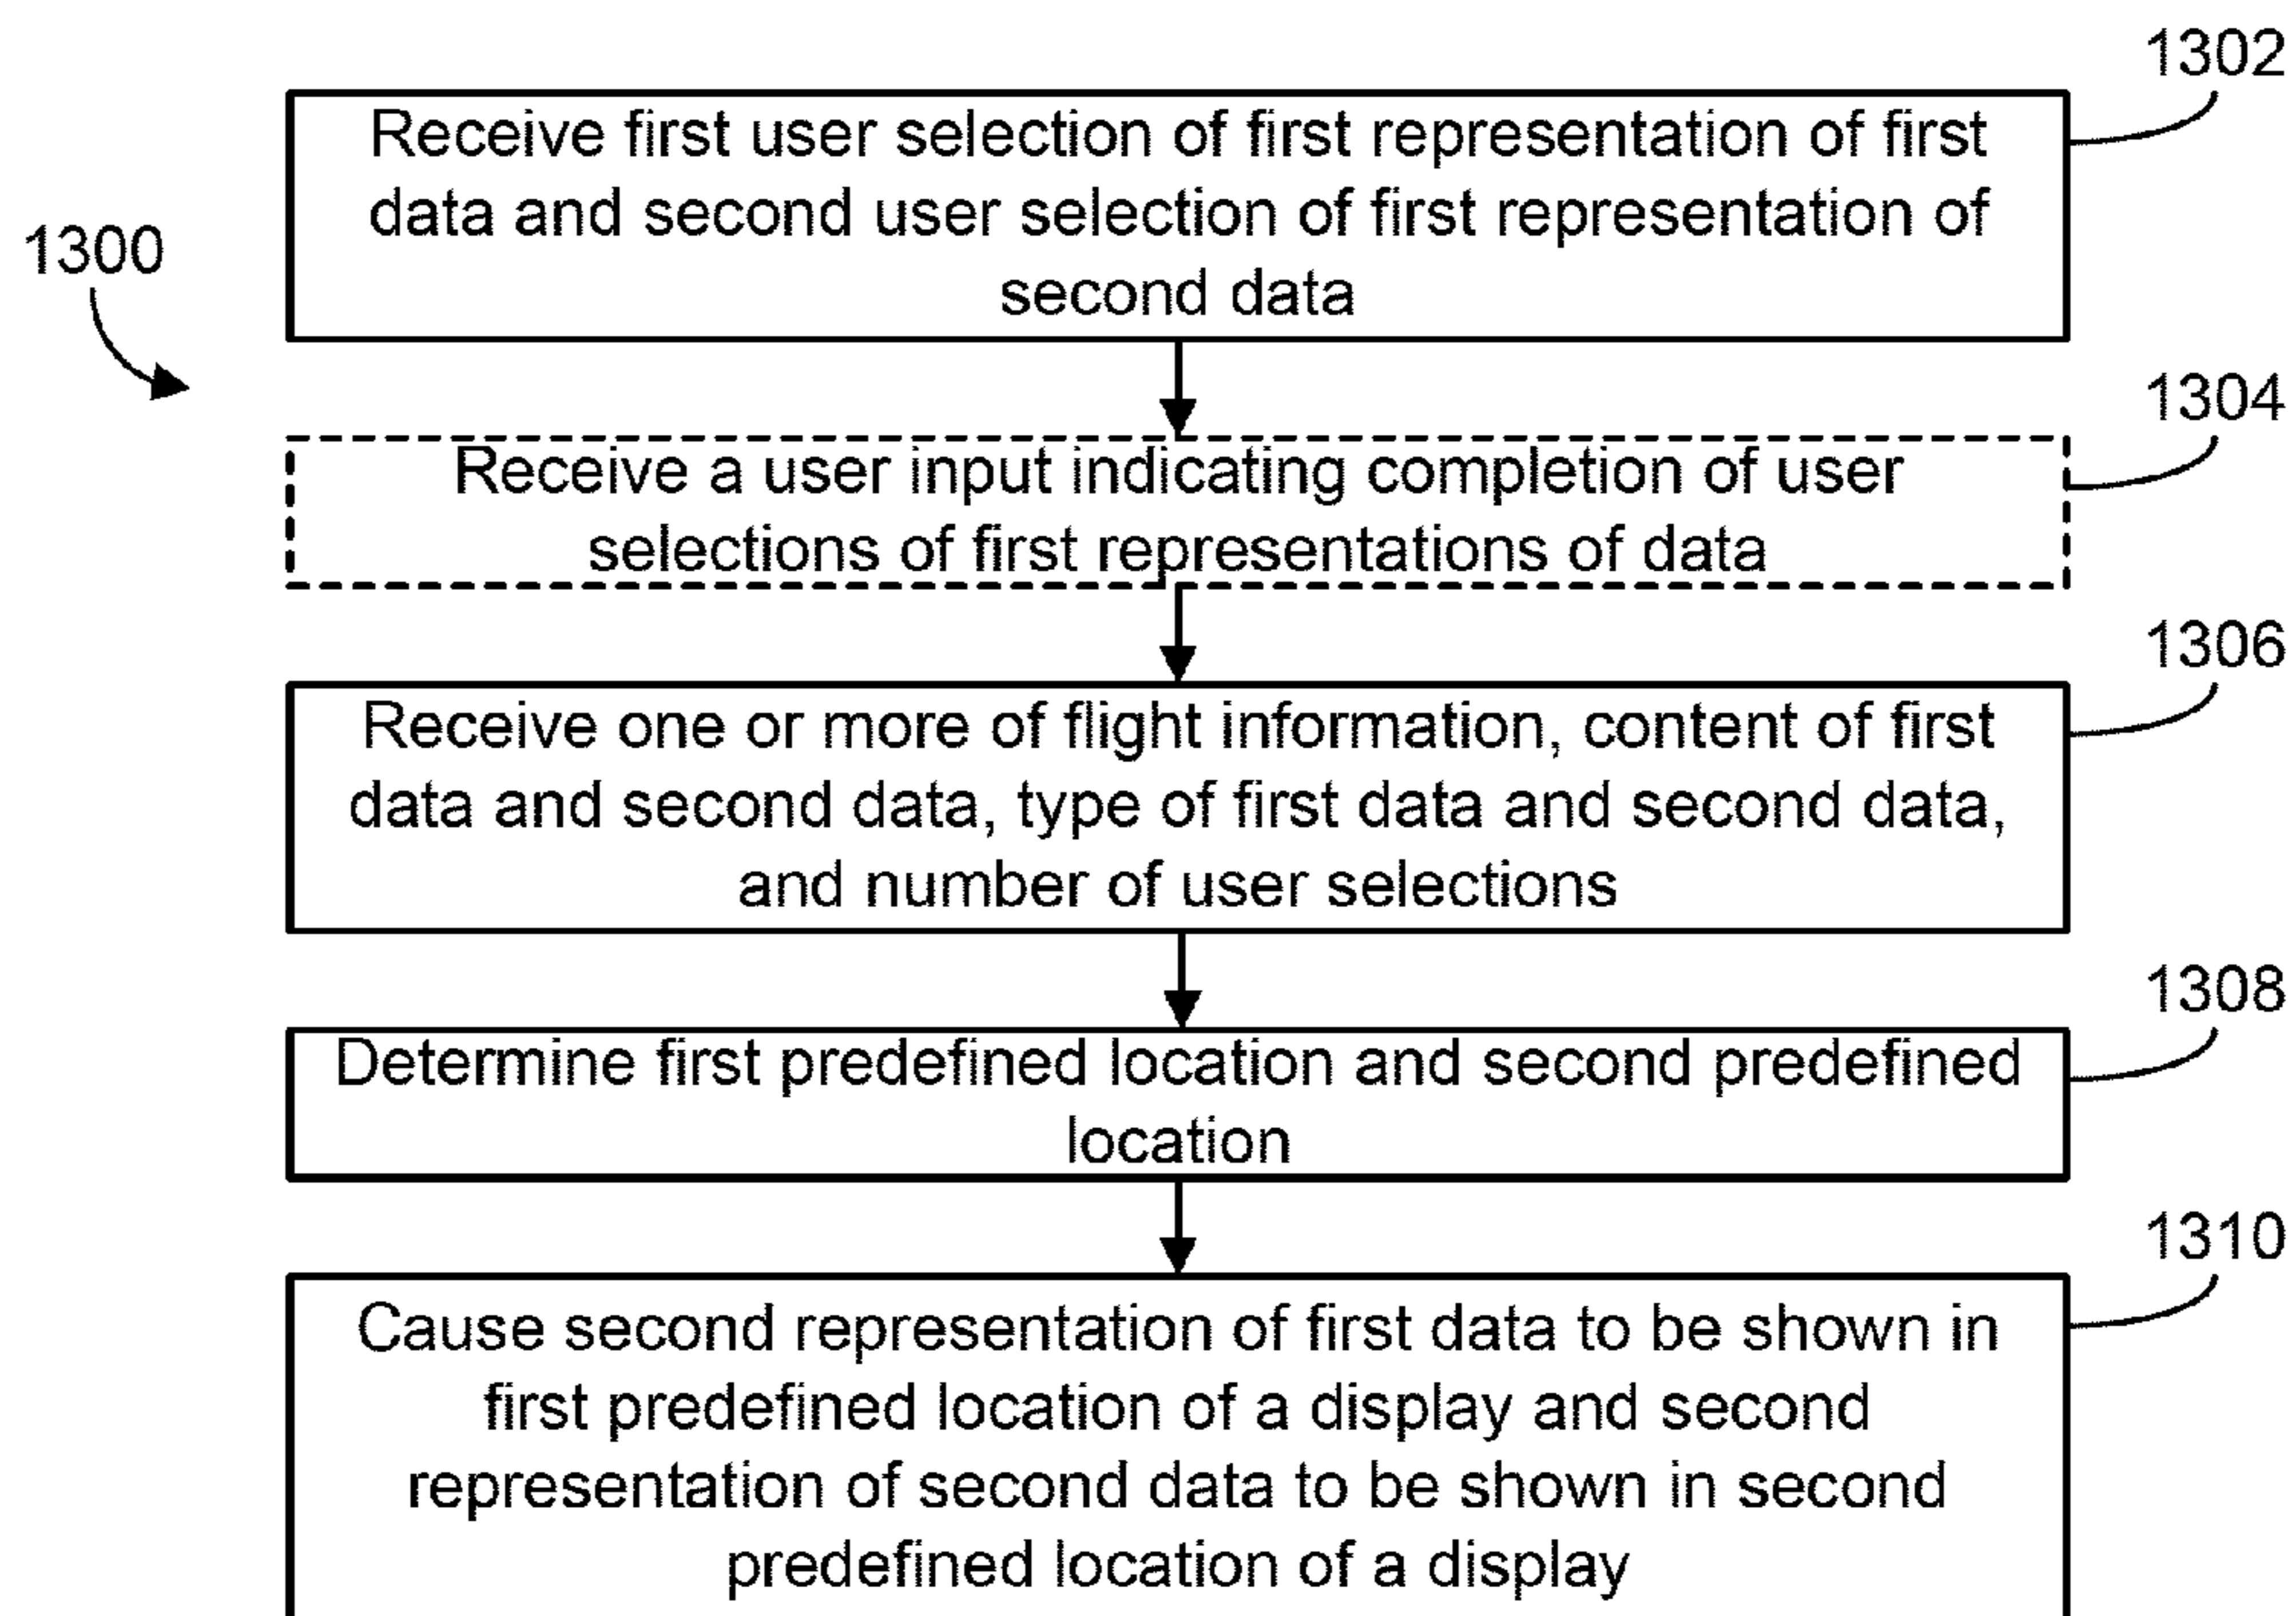 1302
Receive first user selection of first representation of first
data and second user selection of first representation of
second data
1300
1304
Receive a user input indicating completion of user
selections of first representations of data
1306
Receive one or more of flight information, content of first
data and second data, type of first data and second data,
and number of user selections
1308
Determine first predefined location and second predefined
location
1310
Cause second representation of first data to be shown in
first predefined location of a display and second
representation of second data to be shown in second
predefined location of a display